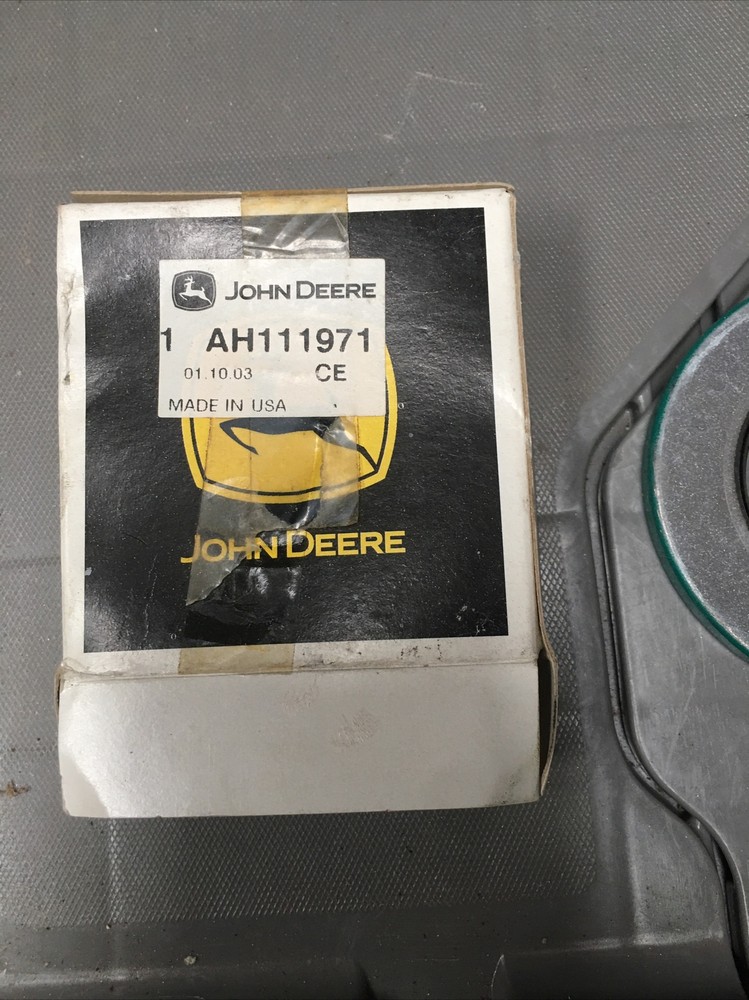 JOHN DEERE
1 AH111971
01.10.03 CE
MADE IN USA
JOHN DEERE